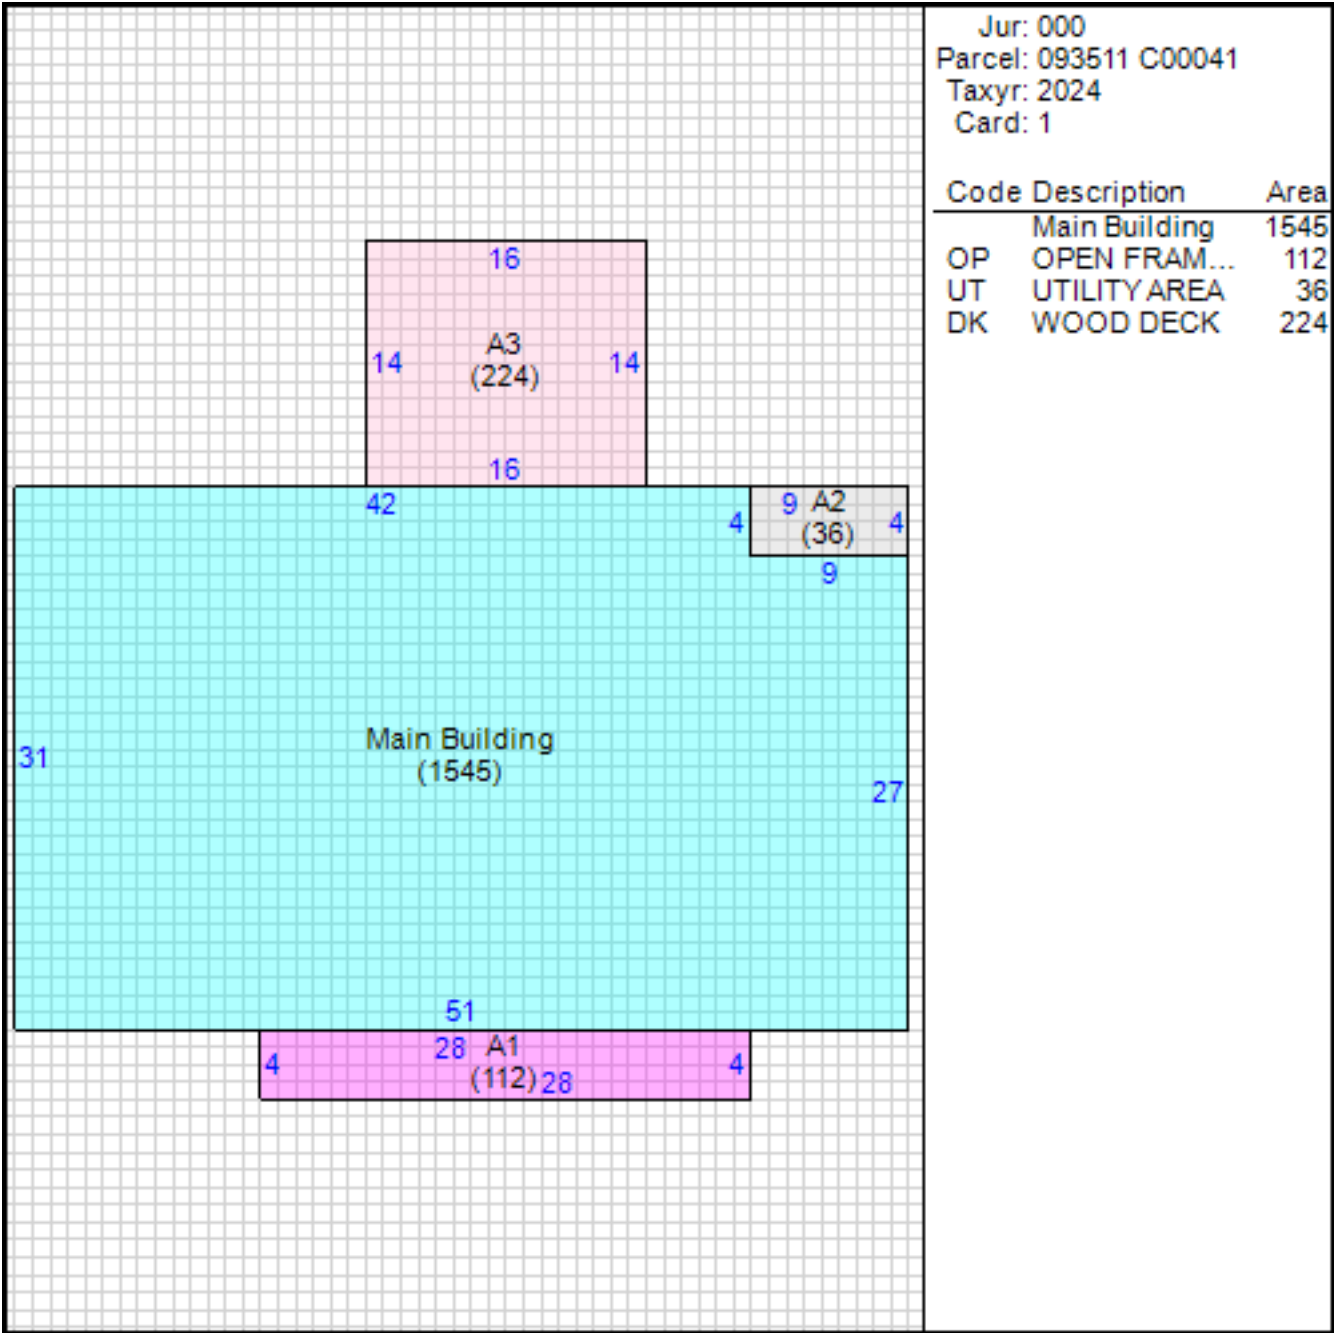 Jur: 000
Parcel: 093511 C00041
Taxyr: 2024
Card: 1
Code Description Area
Main Building 1545
OP OPEN FRAM... 112
UT UTILITY AREA 36
DK WOOD DECK 224
16
A3
14 14
(224)
16
42
9 A2
4 4
(36)
9
Main Building
31
(1545)
27
51
28 A1
4 4
(112) 28